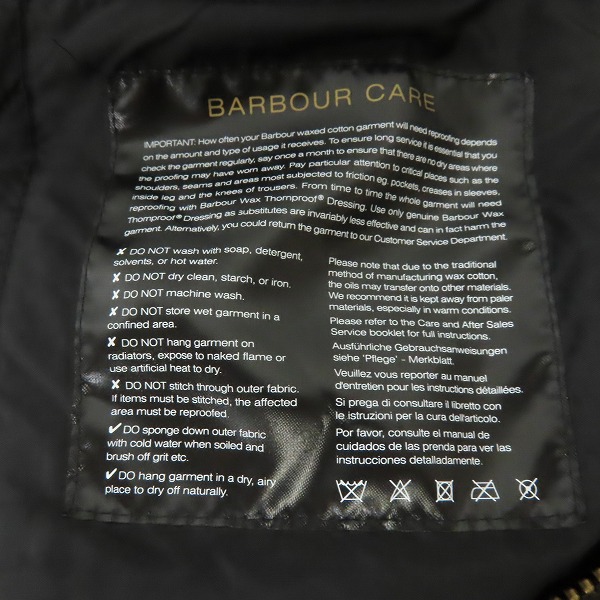 BARBOUR CARE
IMPORTANT: How often your Barbour waxed cotton garment will need reproofing depends
on the amount and type of usage it receives. To ensure long service it is essential that you
check the garment regularly, say once a month to ensure that there are no dry areas where
the proofing may have worn away. Pay particular attention to critical places such as the
shoulders, seams and areas most subjected to friction eg. pockets, creases in sleeves,
inside leg and the knees of trousers. From time to time the whole garment will need
reproofing with Barbour Wax Thornproof® Dressing. Use only genuine Barbour Wax
Thornproof® Dressing as substitutes are invariably less effective and can in fact harm the
garment. Alternatively, you could return the garment to our Customer Service Department.
✘ DO NOT wash with soap, detergent,
solvents, or hot water.
✘ DO NOT dry clean, starch, or iron.
✘ DO NOT machine wash.
✘ DO NOT store wet garment in a
confined area.
✘ DO NOT hang garment on
radiators, expose to naked flame or
use artificial heat to dry.
✘ DO NOT stitch through outer fabric.
If items must be stitched, the affected
area must be reproofed.
✔ DO sponge down outer fabric
with cold water when soiled and
brush off grit etc.
✔ DO hang garment in a dry, airy
place to dry off naturally.
Please note that due to the traditional
method of manufacturing wax cotton,
the oils may transfer onto other materials.
We recommend it is kept away from paler
materials, especially in warm conditions.
Please refer to the Care and After Sales
Service booklet for full instructions.
Ausführliche Gebrauchsanweisungen
siehe 'Pflege' - Merkblatt.
Veuillez vous reporter au manuel
d'entretien pour les instructions détaillées.
Si prega di consultare il libretto con
le istruzioni per la cura dell'articolo.
Por favor, consulte el manual de
cuidados de las prenda para ver las
instrucciones detalladamente.